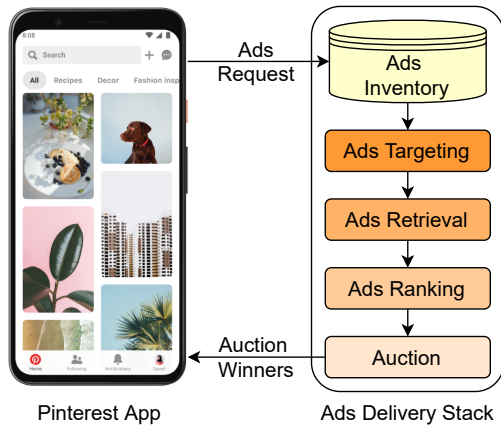 8:08
Search
All Recipes Decor Fashion insp
Home Following Notifications Saved
Pinterest App
Ads
Request
Auction
Winners
Ads
Inventory
Ads Targeting
Ads Retrieval
Ads Ranking
Auction
Ads Delivery Stack